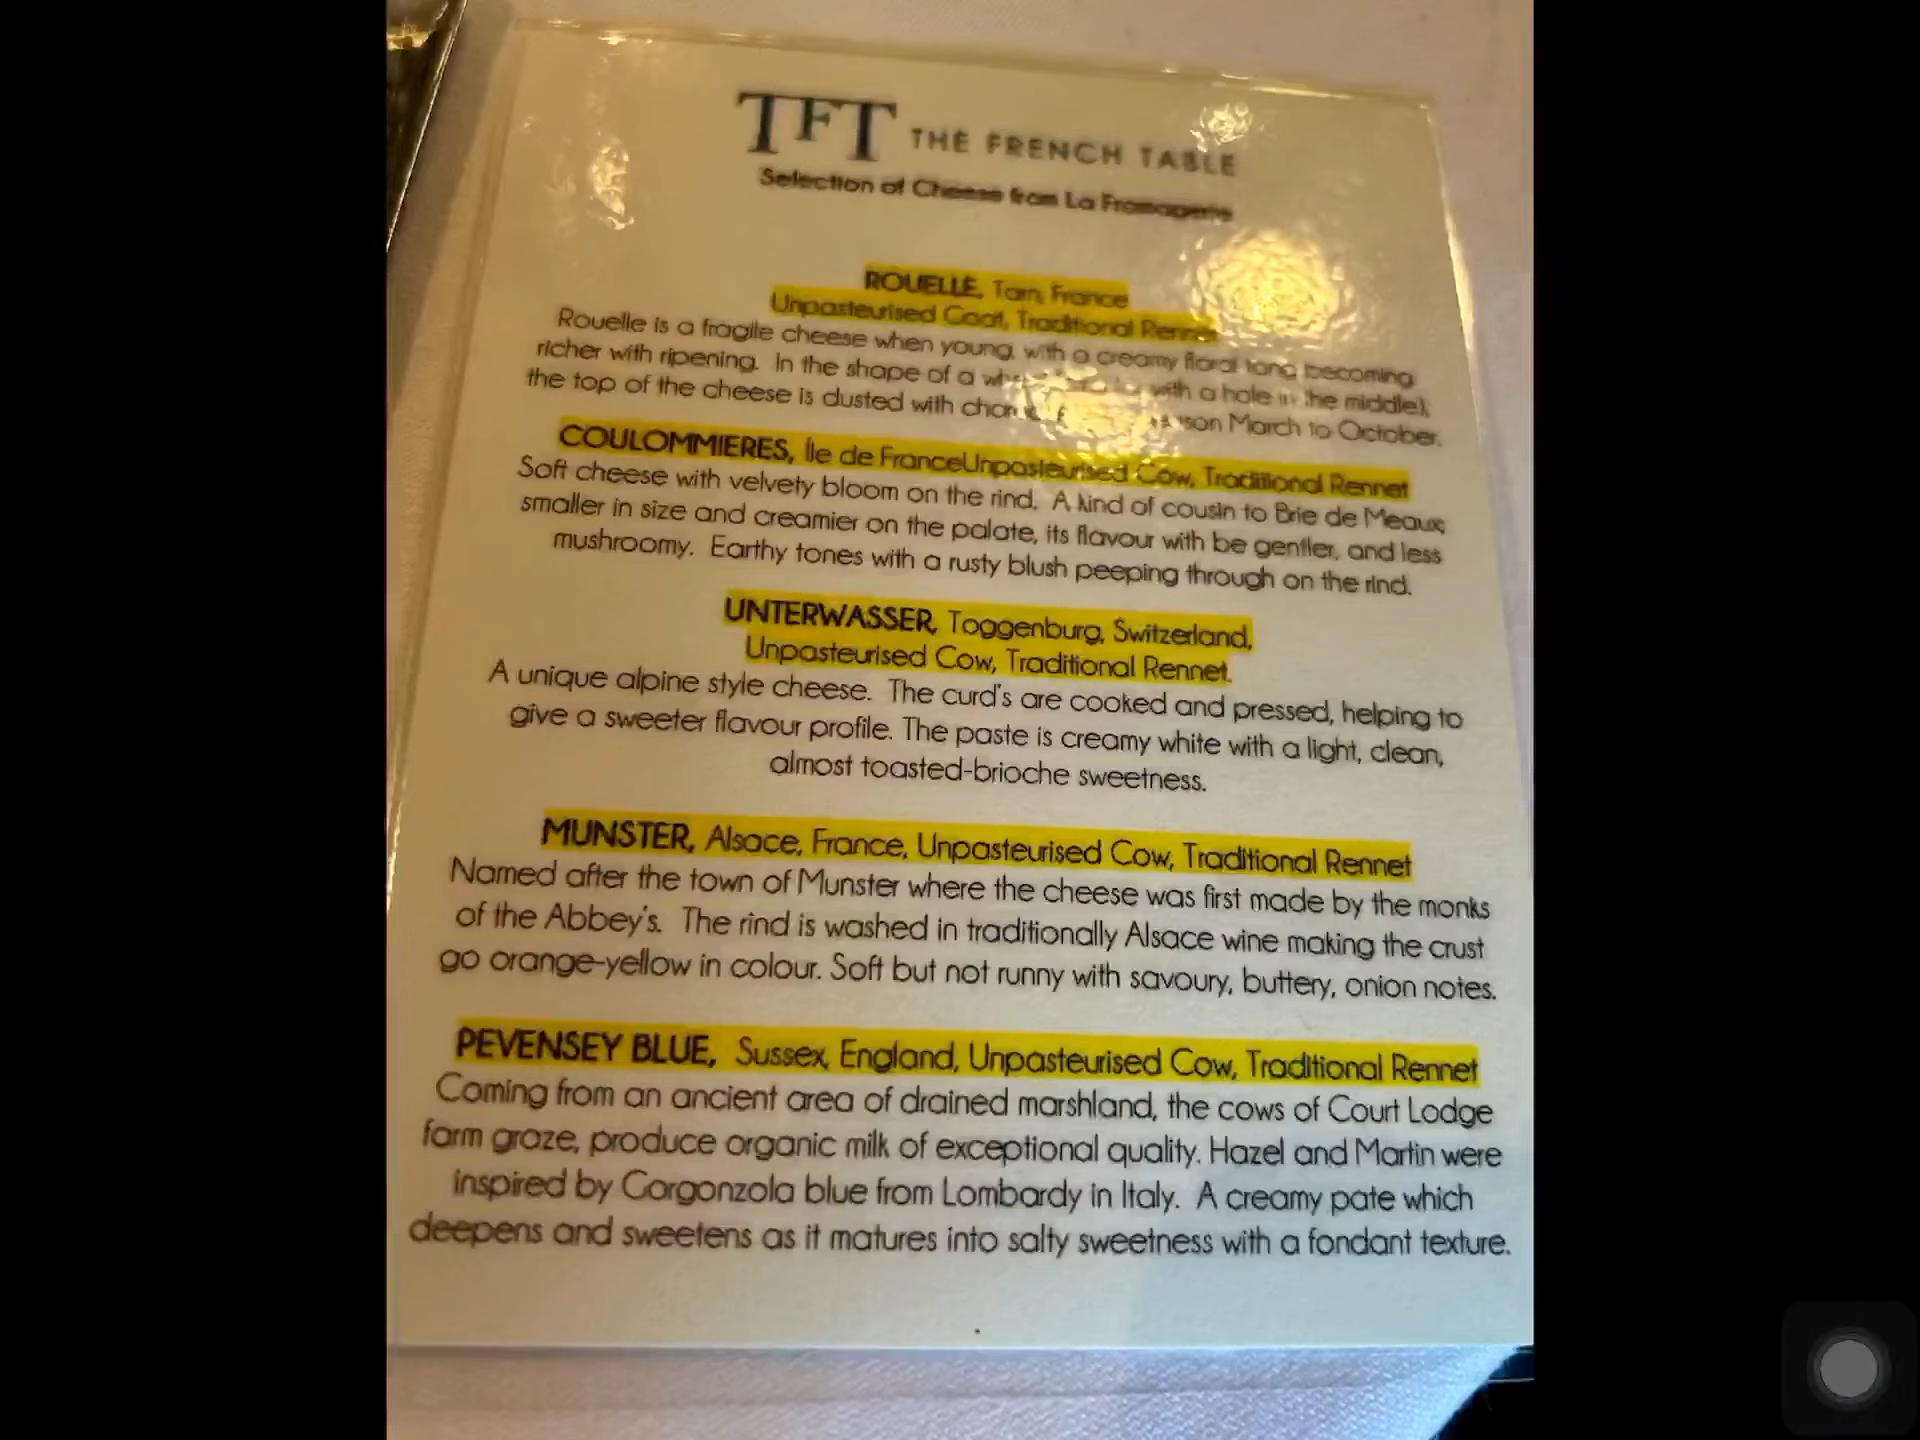 TFT THE FRENCH TABLE
Selection of Cheese from La Fromagerie
ROUELLE, Tarn, France
Unpasteurised Goat, Traditional Rennet
Rouelle is a fragile cheese when young, with a creamy floral tang becoming
richer with ripening. In the shape of a with a hole in the middle),
the top of the cheese is dusted with March to October.
COULOMMIERES, Île de FranceUnpasteurised Cow, Traditional Rennet
Soft cheese with velvety bloom on the rind. A kind of cousin to Brie de Meaux,
smaller in size and creamier on the palate, its flavour with be gentler, and less
mushroomy. Earthy tones with a rusty blush peeping through on the rind.
UNTERWASSER, Toggenburg, Switzerland,
Unpasteurised Cow, Traditional Rennet.
A unique alpine style cheese. The curd's are cooked and pressed, helping to
give a sweeter flavour profile. The paste is creamy white with a light, clean,
almost toasted-brioche sweetness.
MUNSTER, Alsace, France, Unpasteurised Cow, Traditional Rennet
Named after the town of Munster where the cheese was first made by the monks
of the Abbey's. The rind is washed in traditionally Alsace wine making the crust
go orange-yellow in colour. Soft but not runny with savoury, buttery, onion notes.
PEVENSEY BLUE, Sussex, England, Unpasteurised Cow, Traditional Rennet
Coming from an ancient area of drained marshland, the cows of Court Lodge
farm graze, produce organic milk of exceptional quality. Hazel and Martin were
inspired by Gorgonzola blue from Lombardy in Italy. A creamy pate which
deepens and sweetens as it matures into salty sweetness with a fondant texture.